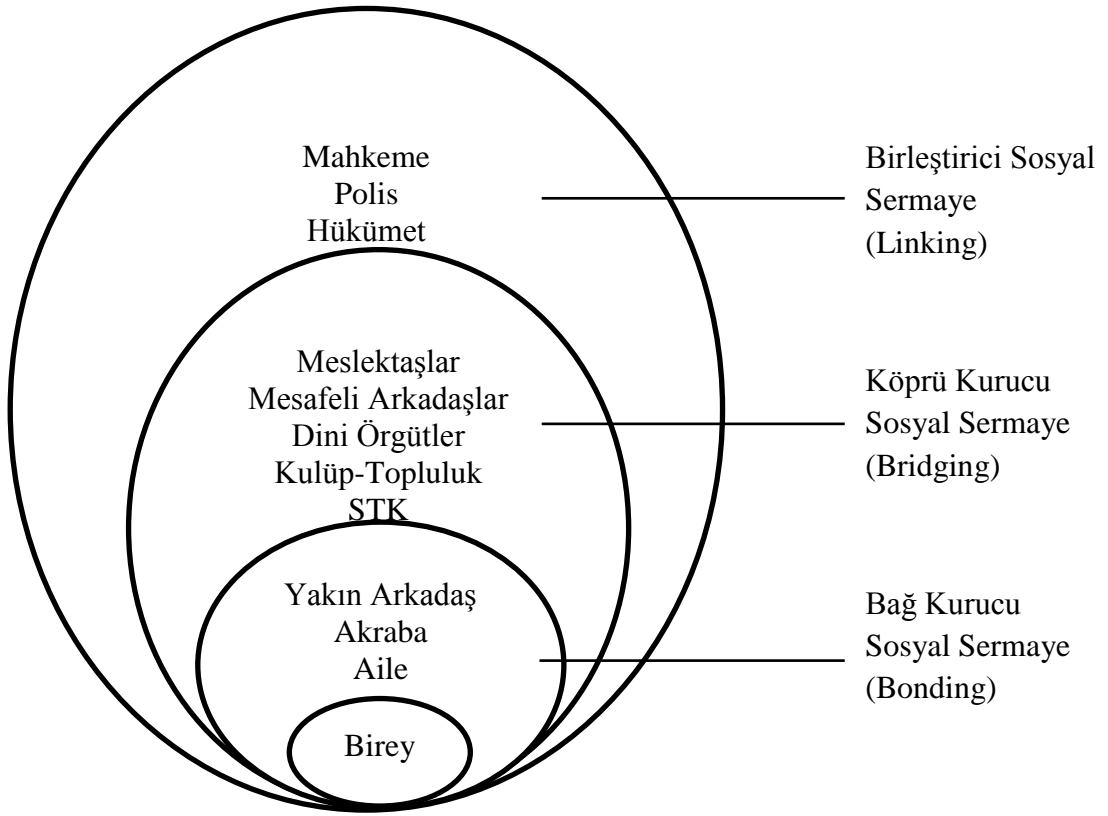 Mahkeme
Polis
Hükümet
Birleştirici Sosyal
Sermaye
(Linking)
Meslektaşlar
Mesafeli Arkadaşlar
Dini Örgütler
Kulüp-Topluluk
STK
Köprü Kurucu
Sosyal Sermaye
(Bridging)
Yakın Arkadaş
Akraba
Aile
Bağ Kurucu
Sosyal Sermaye
(Bonding)
Birey